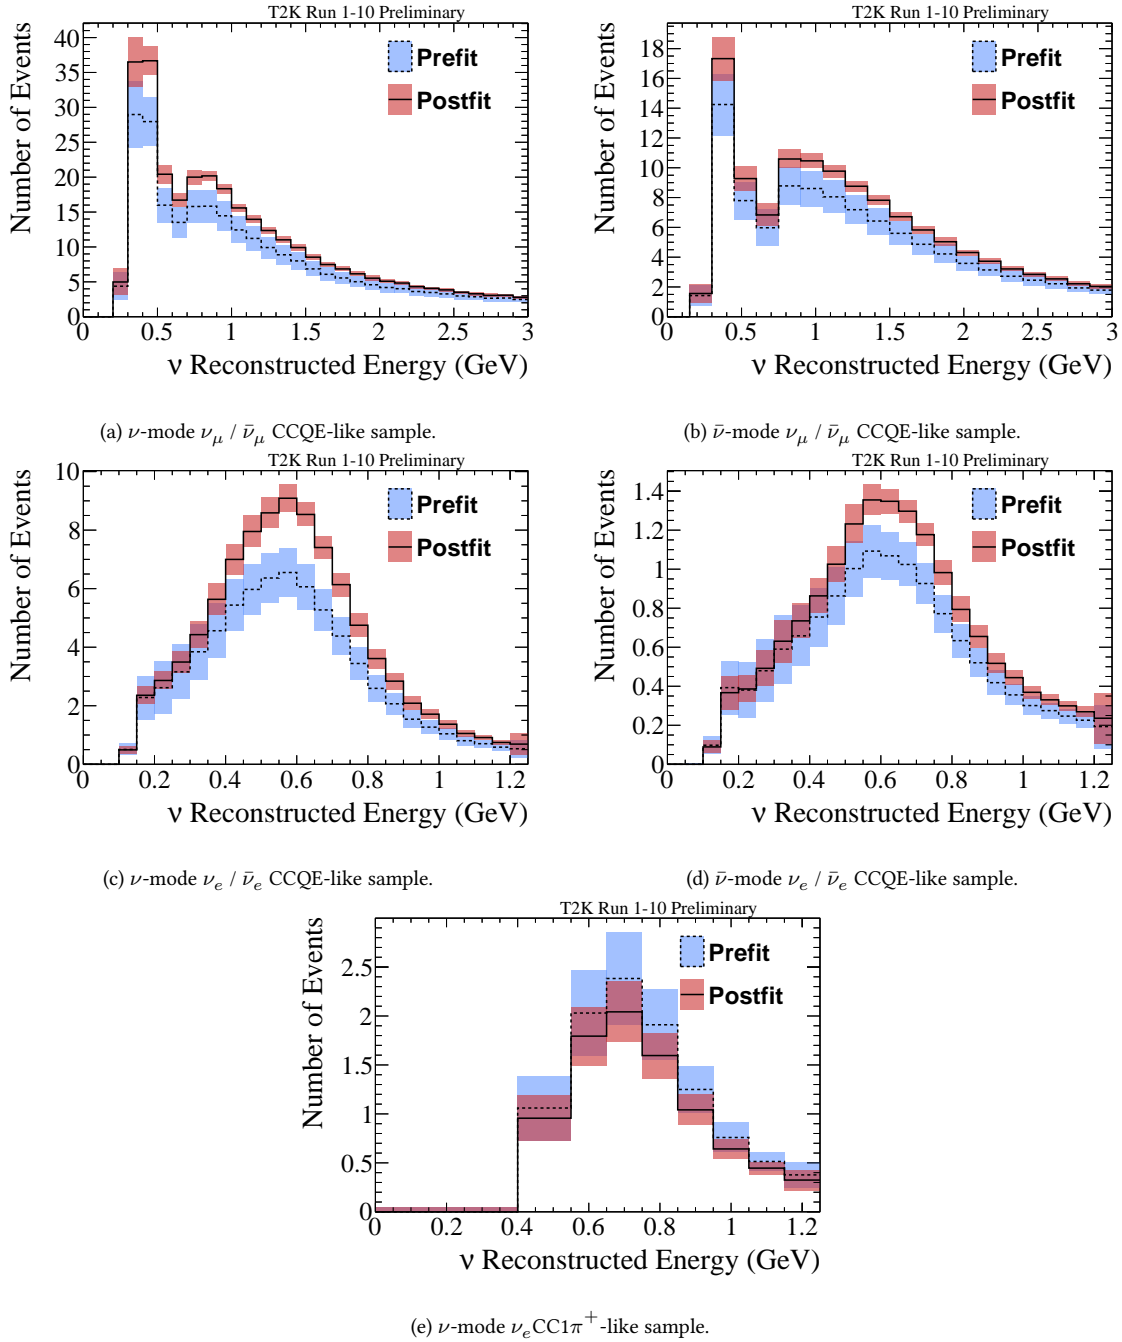 T2K Run 1-10 Preliminary
Number of Events
40
35
30
25
20
15
10
5
0
Prefit
Postfit
0 0.5 1 1.5 2 2.5 3
ν Reconstructed Energy (GeV)
(a) ν-mode ν_μ / ν̄_μ CCQE-like sample.
T2K Run 1-10 Preliminary
Number of Events
18
16
14
12
10
8
6
4
2
0
Prefit
Postfit
0 0.5 1 1.5 2 2.5 3
ν Reconstructed Energy (GeV)
(b) ν̄-mode ν_μ / ν̄_μ CCQE-like sample.
T2K Run 1-10 Preliminary
Number of Events
10
8
6
4
2
0
Prefit
Postfit
0 0.2 0.4 0.6 0.8 1 1.2
ν Reconstructed Energy (GeV)
(c) ν-mode ν_e / ν̄_e CCQE-like sample.
T2K Run 1-10 Preliminary
Number of Events
1.4
1.2
1
0.8
0.6
0.4
0.2
0
Prefit
Postfit
0 0.2 0.4 0.6 0.8 1 1.2
ν Reconstructed Energy (GeV)
(d) ν̄-mode ν_e / ν̄_e CCQE-like sample.
T2K Run 1-10 Preliminary
Number of Events
2.5
2
1.5
1
0.5
0
Prefit
Postfit
0 0.2 0.4 0.6 0.8 1 1.2
ν Reconstructed Energy (GeV)
(e) ν-mode ν_eCC1π⁺-like sample.